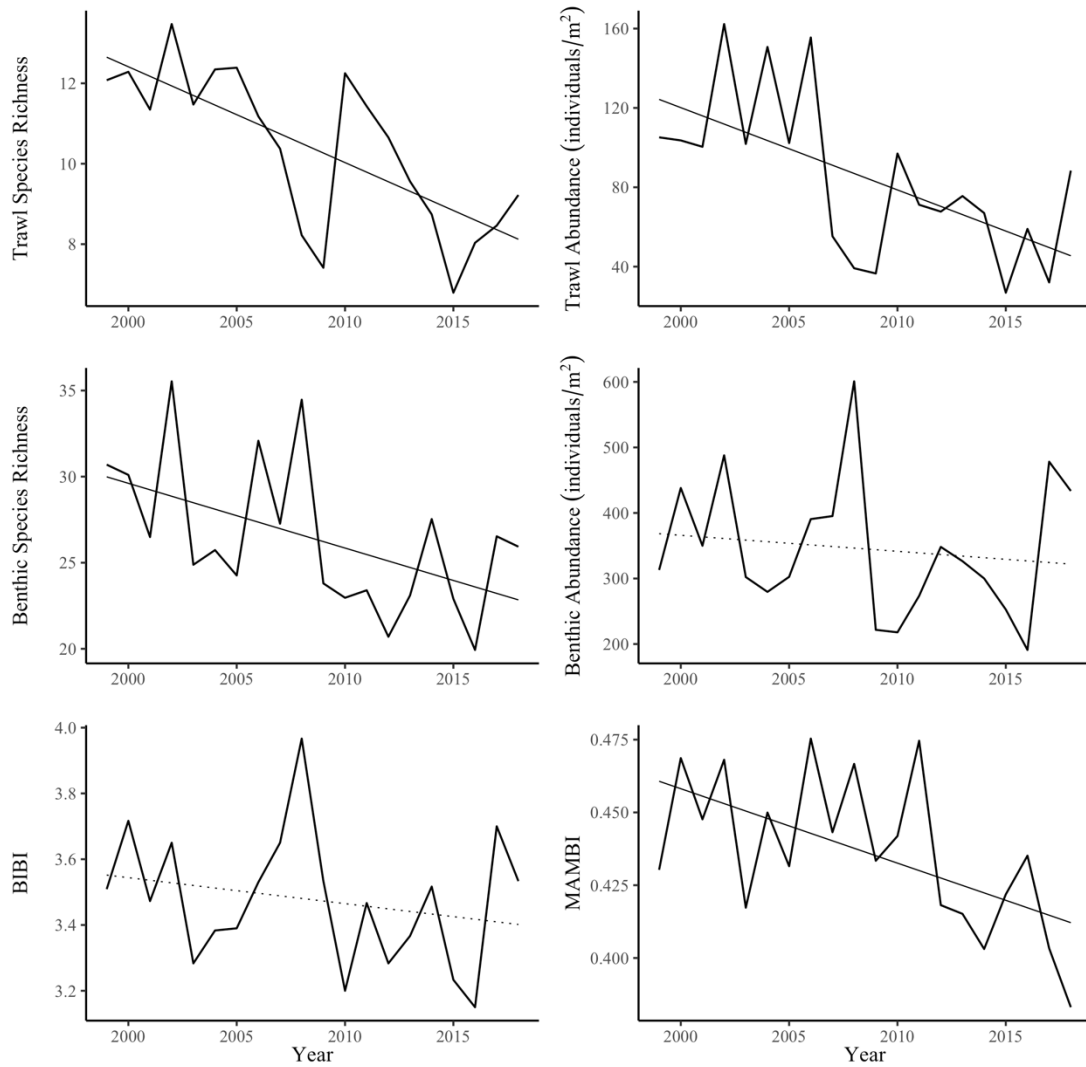 Trawl Species Richness
12
10
8
2000 2005 2010 2015
Trawl Abundance (individuals/m²)
160
120
80
40
2000 2005 2010 2015
Benthic Species Richness
35
30
25
20
2000 2005 2010 2015
Benthic Abundance (individuals/m²)
600
500
400
300
200
2000 2005 2010 2015
BIBI
4.0
3.8
3.6
3.4
3.2
2000 2005 2010 2015
Year
MAMBI
0.475
0.450
0.425
0.400
2000 2005 2010 2015
Year